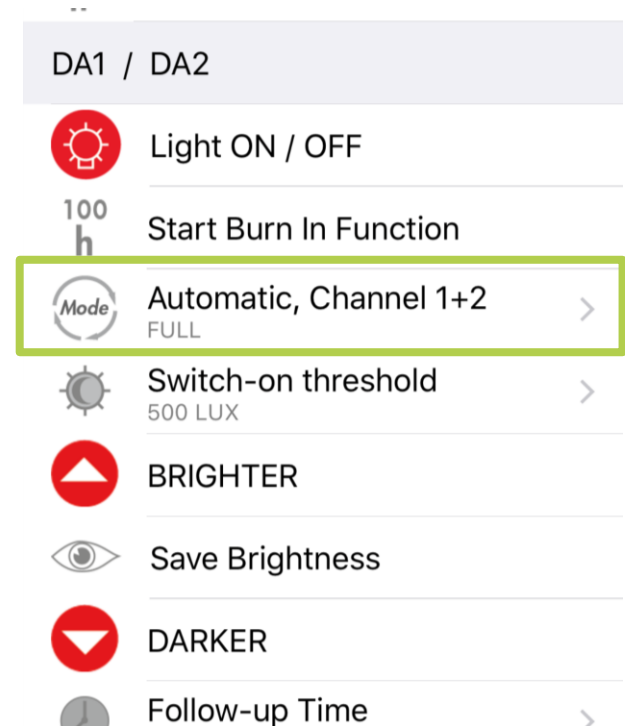 DA1 / DA2
Light ON / OFF
100
h
Start Burn In Function
Mode
Automatic, Channel 1+2
FULL
Switch-on threshold
500 LUX
BRIGHTER
Save Brightness
DARKER
Follow-up Time